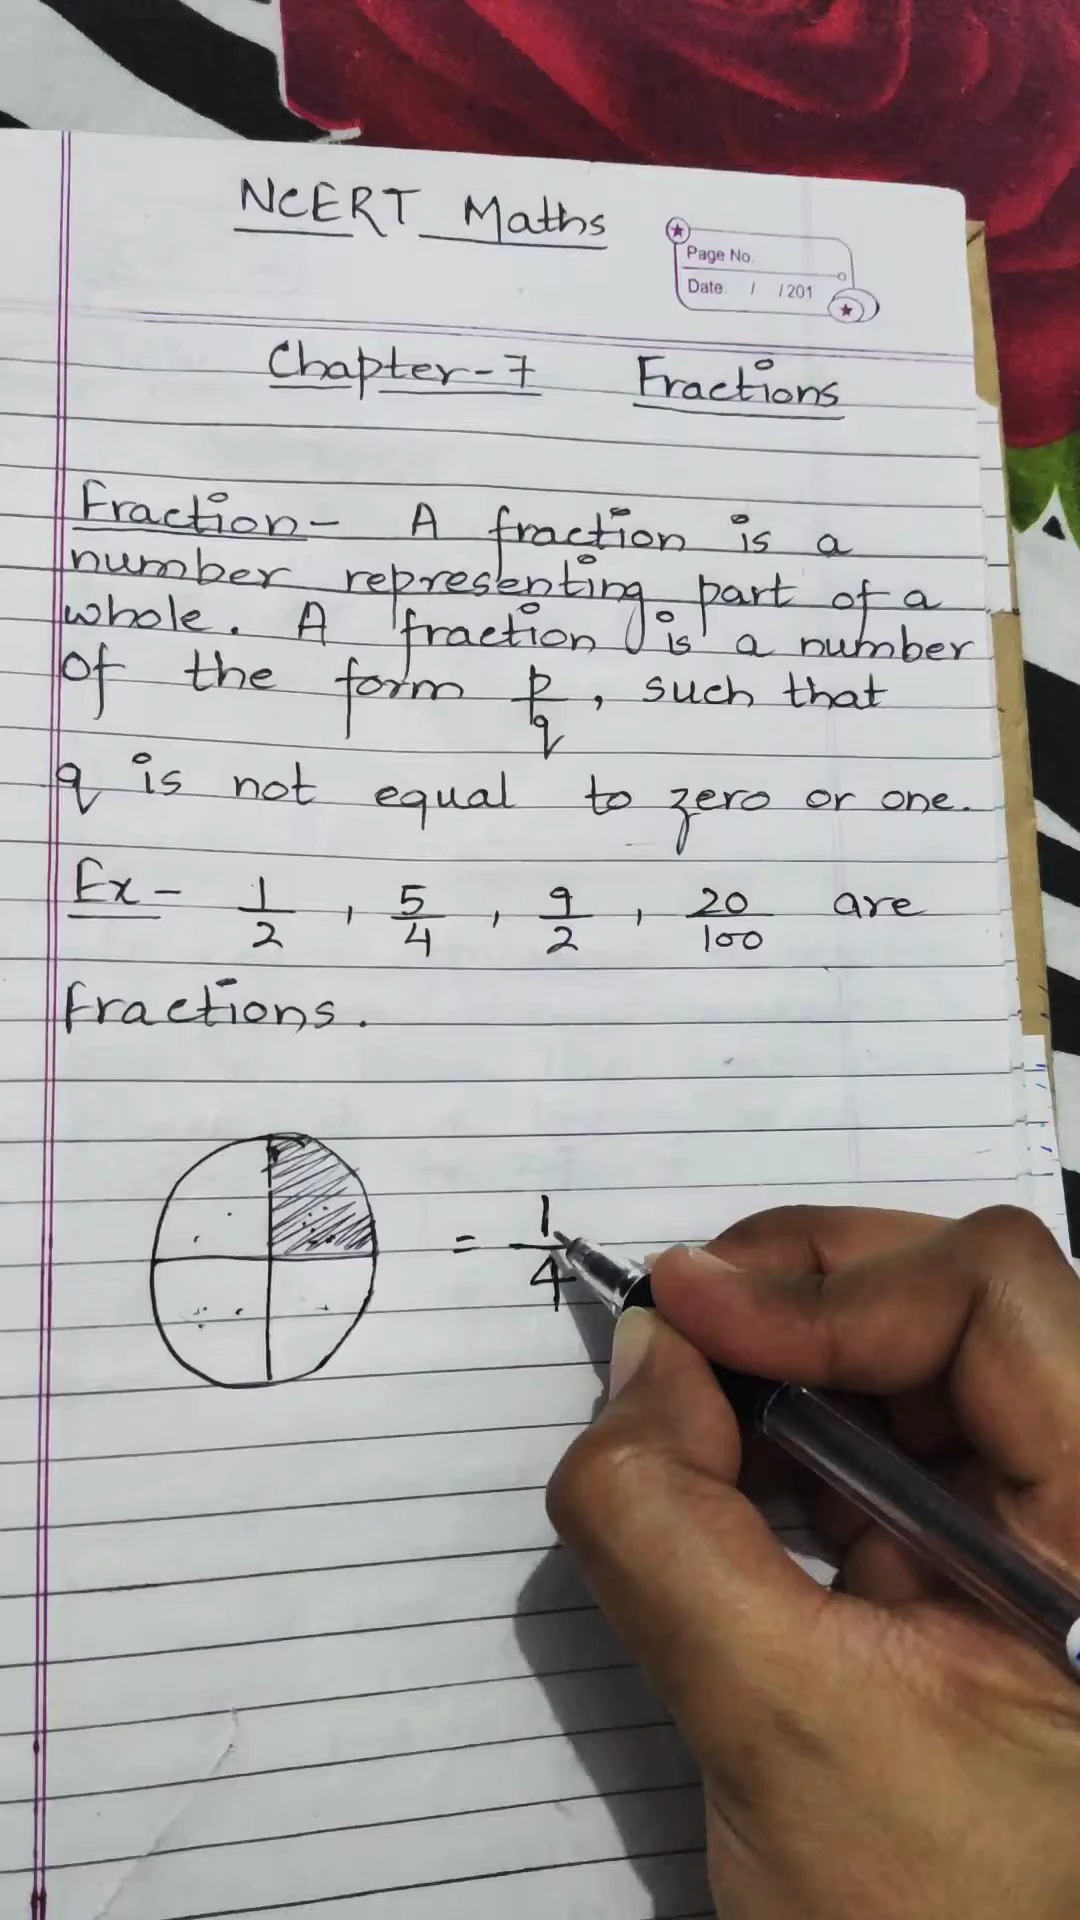 NCERT Maths
Page No.
Date / /201
Chapter-7 Fractions
Fraction- A fraction is a
number representing part of a
whole. A fraction is a number
of the form p/q, such that
q is not equal to zero or one.
Ex- 1/2, 5/4, 9/2, 20/100 are
fractions.
= 1/4